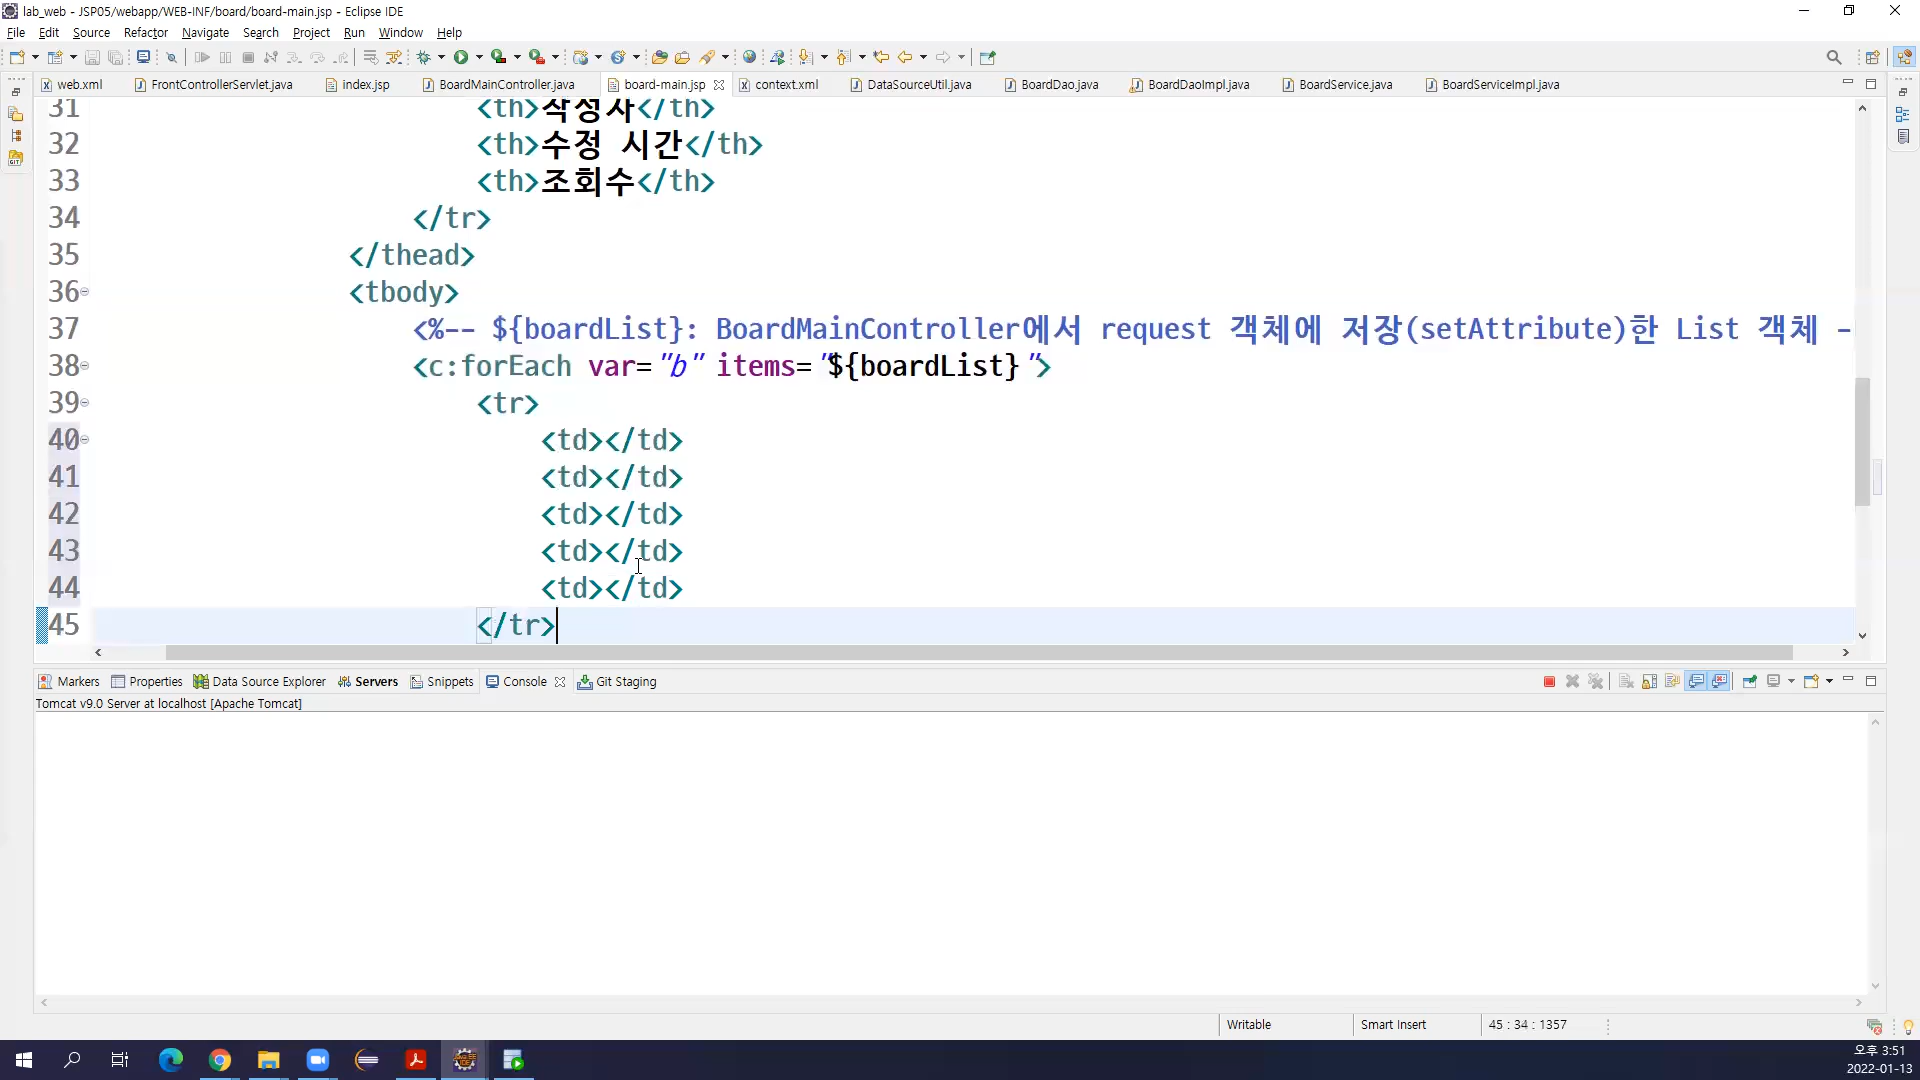 lab_web - JSP05/webapp/WEB-INF/board/board-main.jsp - Eclipse IDE
File Edit Source Refactor Navigate Search Project Run Window Help
web.xml FrontControllerServlet.java index.jsp BoardMainController.java board-main.jsp context.xml DataSourceUtil.java BoardDao.java BoardDaoImpl.java BoardService.java BoardServiceImpl.java
31 <th>작성자</th>
32 <th>수정 시간</th>
33 <th>조회수</th>
34 </tr>
35 </thead>
36 <tbody>
37 <%-- ${boardList}: BoardMainController에서 request 객체에 저장(setAttribute)한 List 객체 -
38 <c:forEach var="b" items="${boardList}">
39 <tr>
40 <td></td>
41 <td></td>
42 <td></td>
43 <td></td>
44 <td></td>
45 </tr>
Markers Properties Data Source Explorer Servers Snippets Console Git Staging
Tomcat v9.0 Server at localhost [Apache Tomcat]
Writable Smart Insert 45 : 34 : 1357
오후 3:51
2022-01-13